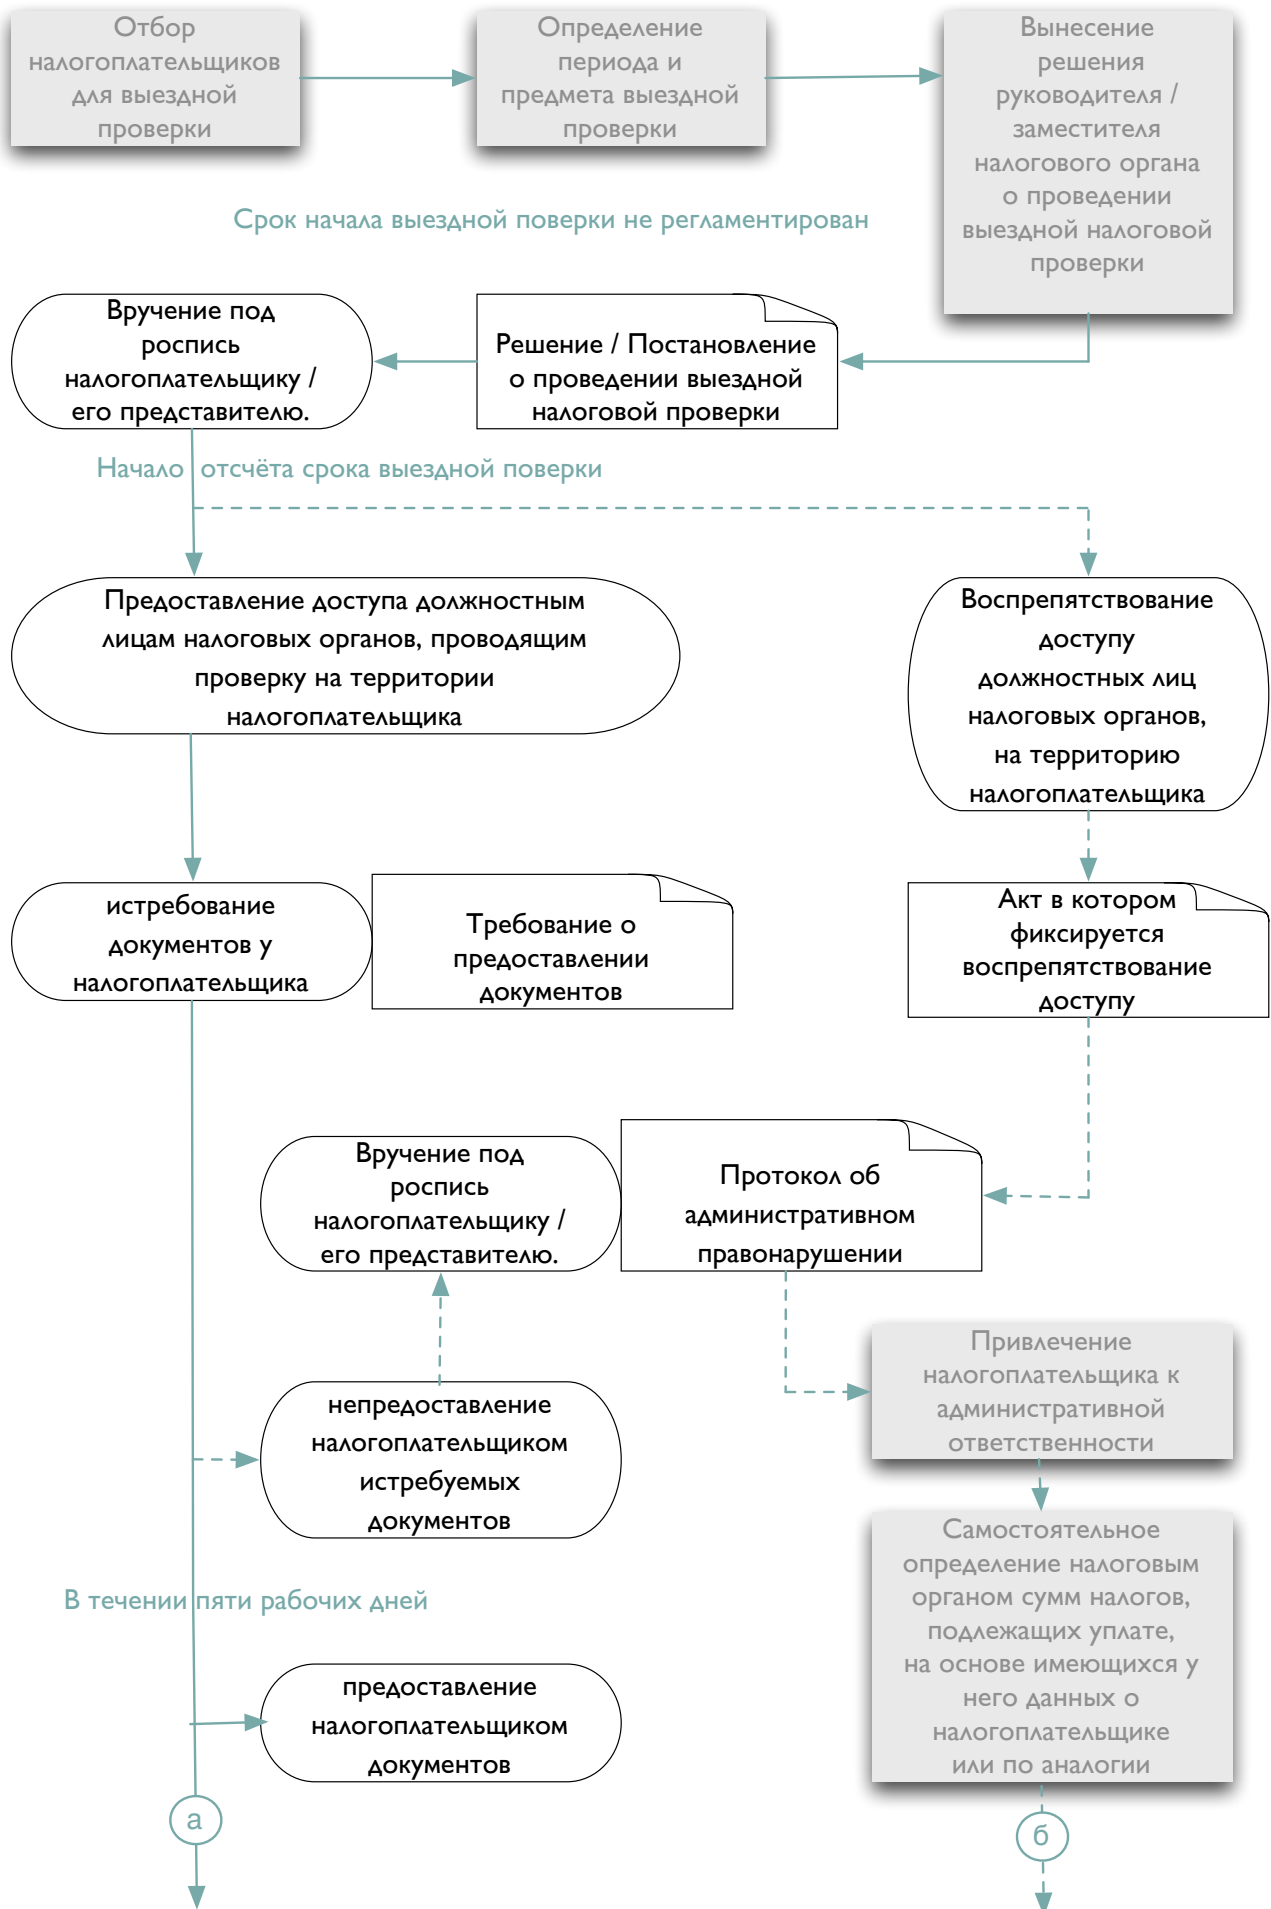 Отбор
налогоплательщиков
для выездной
проверки
Определение
периода и
предмета выездной
проверки
Вынесение
решения
руководителя /
заместителя
налогового органа
о проведении
выездной налоговой
проверки
Срок начала выездной поверки не регламентирован
Вручение под
роспись
налогоплательщику /
его представителю.
Решение / Постановление
о проведении выездной
налоговой проверки
Начало отсчёта срока выездной поверки
Предоставление доступа должностным
лицам налоговых органов, проводящим
проверку на территории
налогоплательщика
Воспрепятствование
доступу
должностных лиц
налоговых органов,
на территорию
налогоплательщика
истребование
документов у
налогоплательщика
Требование о
предоставлении
документов
Акт в котором
фиксируется
воспрепятствование
доступу
Вручение под
роспись
налогоплательщику /
его представителю.
Протокол об
административном
правонарушении
Привлечение
налогоплательщика к
административной
ответственности
непредоставление
налогоплательщиком
истребуемых
документов
Самостоятельное
определение налоговым
органом сумм налогов,
подлежащих уплате,
на основе имеющихся у
него данных о
налогоплательщике
или по аналогии
В течении пяти рабочих дней
предоставление
налогоплательщиком
документов
а
б